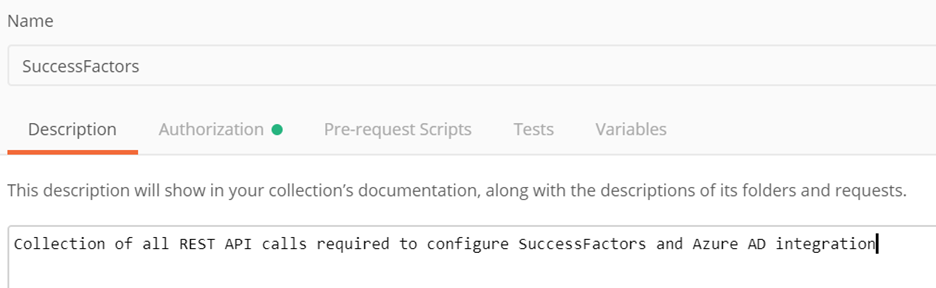 Name
SuccessFactors
Description Authorization Pre-request Scripts Tests Variables
This description will show in your collection’s documentation, along with the descriptions of its folders and requests.
Collection of all REST API calls required to configure SuccessFactors and Azure AD integration